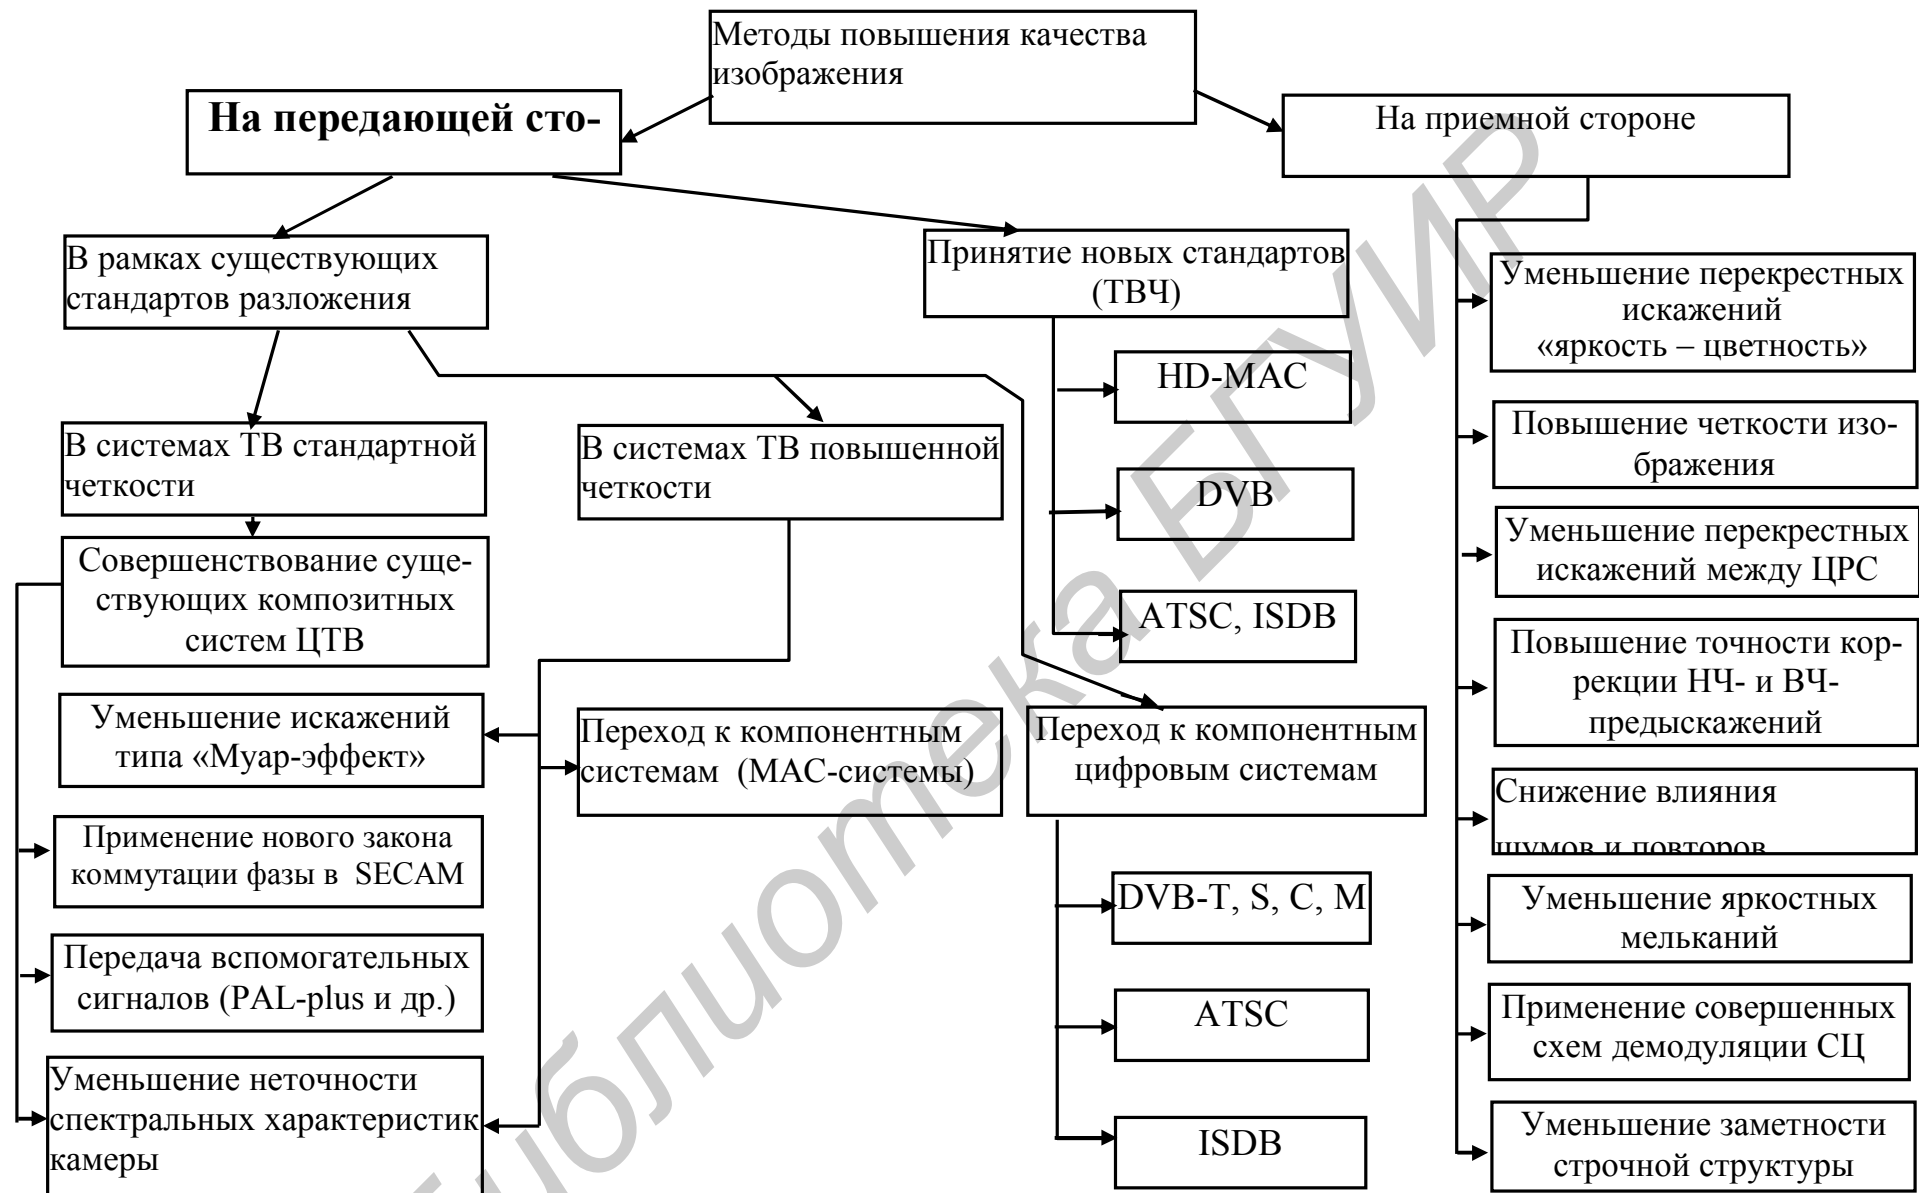 Методы повышения качества
изображения
На передающей сто-
На приемной стороне
В рамках существующих
стандартов разложения
Принятие новых стандартов
(ТВЧ)
HD-MAC
DVB
ATSC, ISDB
В системах ТВ стандартной
четкости
В системах ТВ повышенной
четкости
Совершенствование суще-
ствующих композитных
систем ЦТВ
Уменьшение искажений
типа «Муар-эффект»
Применение нового закона
коммутации фазы в SECAM
Передача вспомогательных
сигналов (PAL-plus и др.)
Уменьшение неточности
спектральных характеристик
камеры
Переход к компонентным
системам (МАС-системы)
Переход к компонентным
цифровым системам
DVB-T, S, C, M
ATSC
ISDB
Уменьшение перекрестных
искажений
«яркость – цветность»
Повышение четкости изо-
бражения
Уменьшение перекрестных
искажений между ЦРС
Повышение точности кор-
рекции НЧ- и ВЧ-
предыскажений
Снижение влияния
шумов и повторов
Уменьшение яркостных
мельканий
Применение совершенных
схем демодуляции СЦ
Уменьшение заметности
строчной структуры
библиотека БГУИР